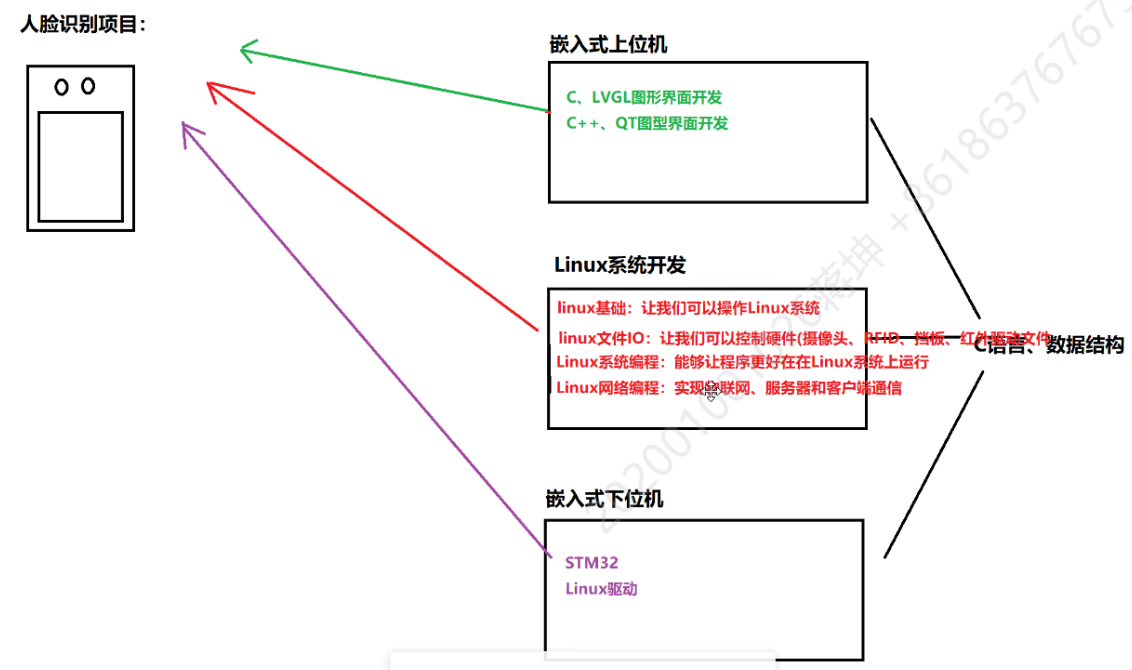 人脸识别项目：
嵌入式上位机
C、LVGL图形界面开发
C++、QT图型界面开发
Linux系统开发
linux基础：让我们可以操作Linux系统
linux文件IO：让我们可以控制硬件(摄像头、RFID、挡板、红外驱动文件
Linux系统编程：能够让程序更好在在Linux系统上运行
Linux网络编程：实现联网、服务器和客户端通信
C语言、数据结构
嵌入式下位机
STM32
Linux驱动